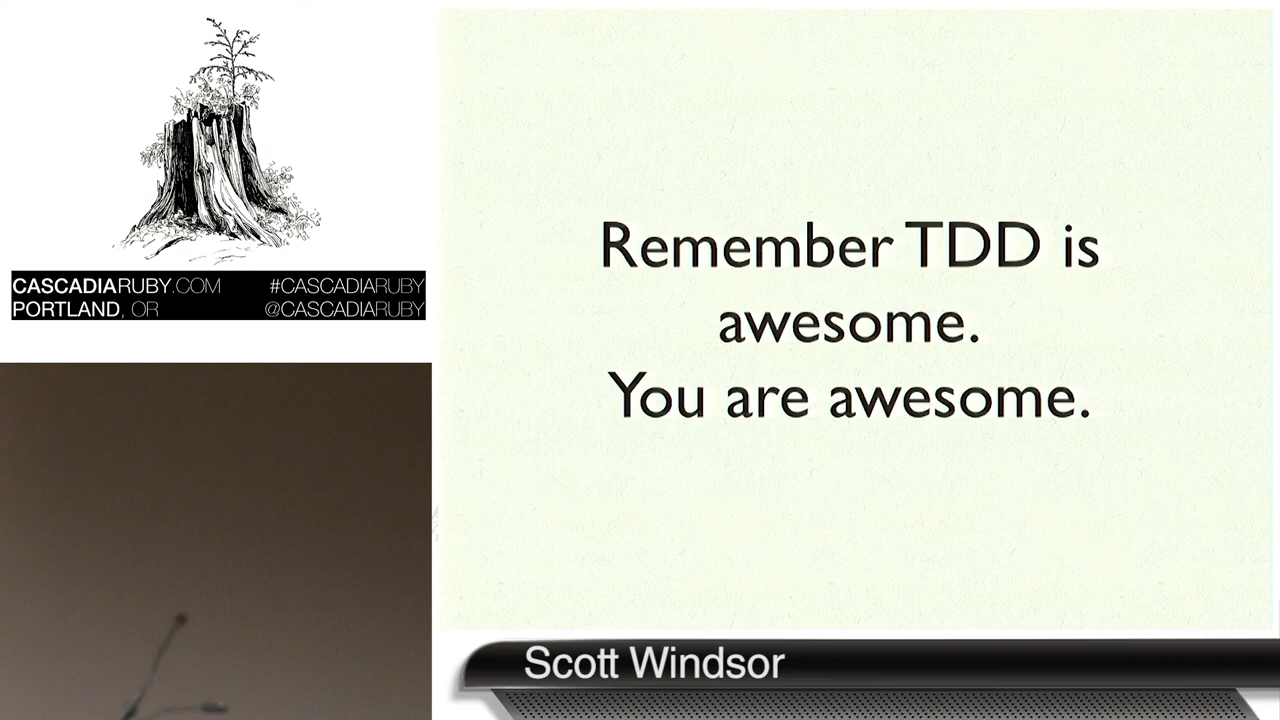 CASCADIARUBY.COM #CASCADIARUBY
PORTLAND, OR @CASCADIARUBY
Remember TDD is
awesome.
You are awesome.
Scott Windsor